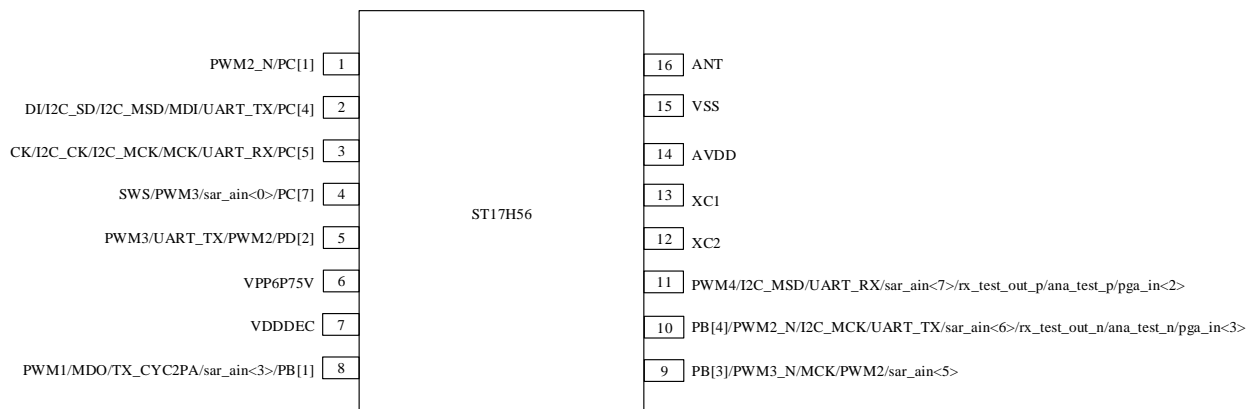 PWM2_N/PC[1] 1
DI/I2C_SD/I2C_MSD/MDI/UART_TX/PC[4] 2
CK/I2C_CK/I2C_MCK/MCK/UART_RX/PC[5] 3
SWS/PWM3/sar_ain<0>/PC[7] 4
PWM3/UART_TX/PWM2/PD[2] 5
VPP6P75V 6
VDDDEC 7
PWM1/MDO/TX_CYC2PA/sar_ain<3>/PB[1] 8
ST17H56
16 ANT
15 VSS
14 AVDD
13 XC1
12 XC2
11 PWM4/I2C_MSD/UART_RX/sar_ain<7>/rx_test_out_p/ana_test_p/pga_in<2>
10 PB[4]/PWM2_N/I2C_MCK/UART_TX/sar_ain<6>/rx_test_out_n/ana_test_n/pga_in<3>
9 PB[3]/PWM3_N/MCK/PWM2/sar_ain<5>